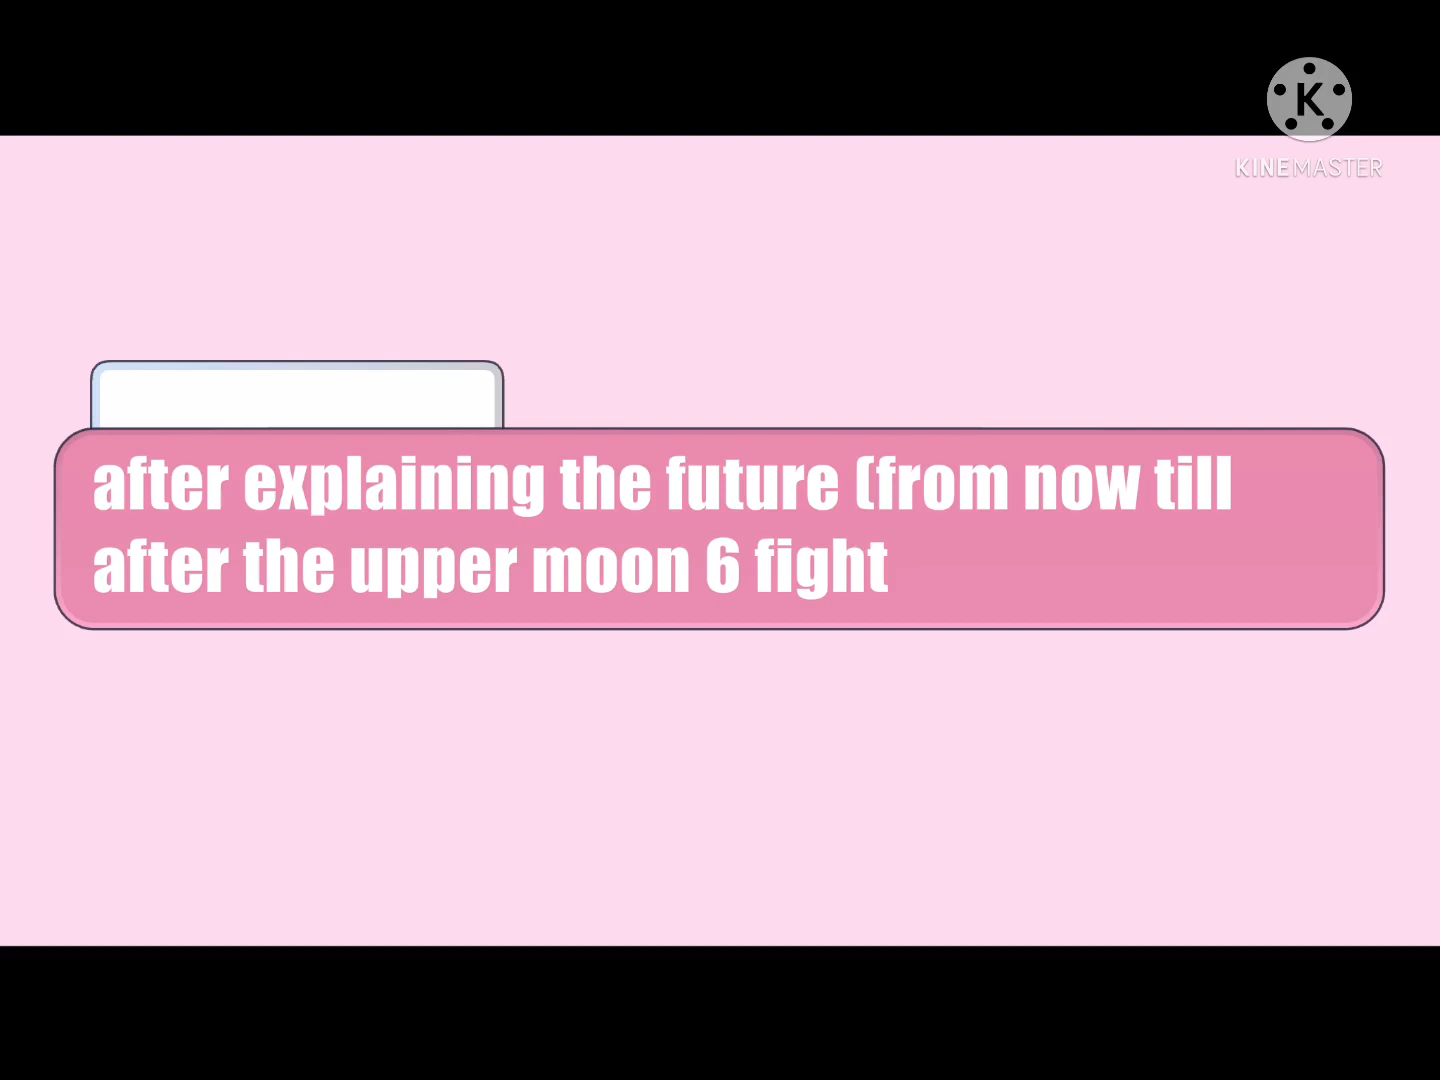 K
KINEMASTER
after explaining the future (from now till
after the upper moon 6 fight